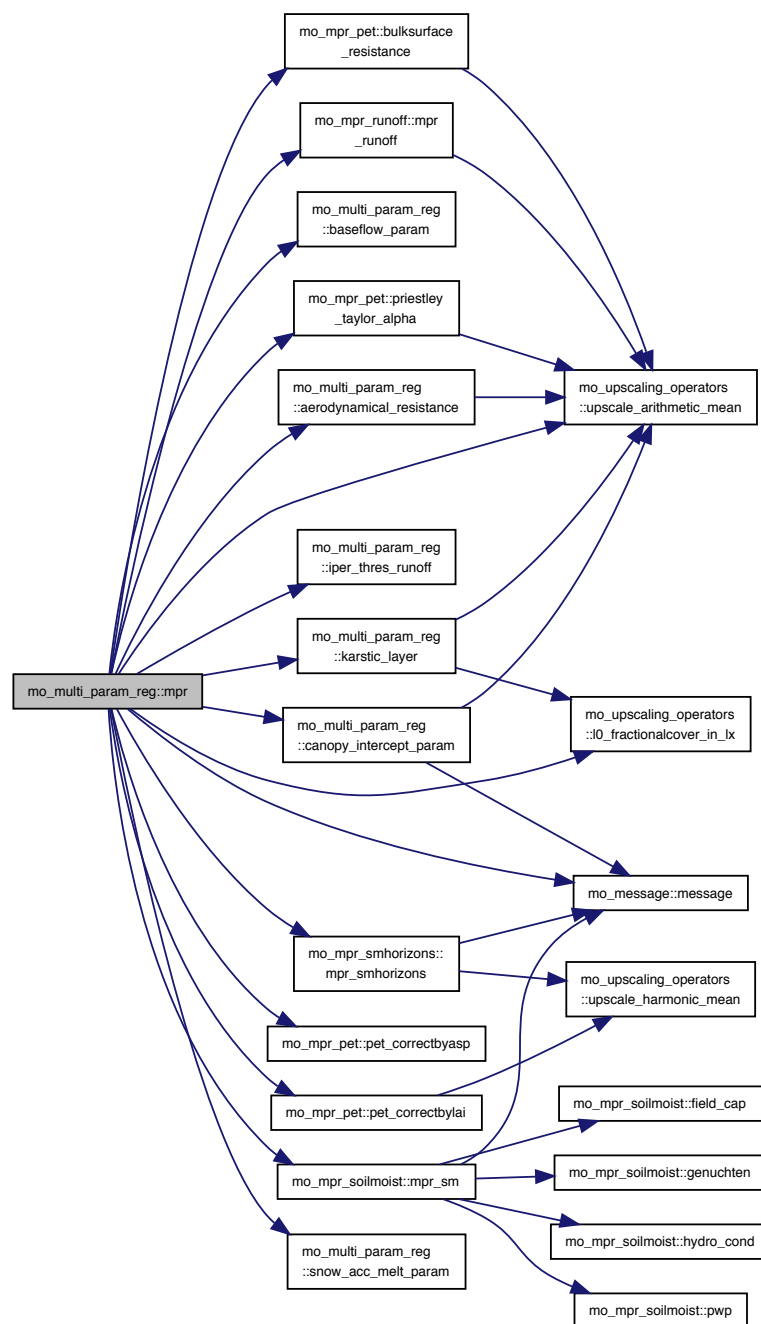 mo_mpr_pet::bulksurface
_resistance
mo_mpr_runoff::mpr
_runoff
mo_multi_param_reg
::baseflow_param
mo_mpr_pet::priestley
_taylor_alpha
mo_multi_param_reg
::aerodynamical_resistance
mo_upscaling_operators
::upscale_arithmetic_mean
mo_multi_param_reg
::iper_thres_runoff
mo_multi_param_reg
::karstic_layer
mo_multi_param_reg::mpr
mo_multi_param_reg
::canopy_intercept_param
mo_upscaling_operators
::l0_fractionalcover_in_lx
mo_message::message
mo_mpr_smhorizons::
mpr_smhorizons
mo_upscaling_operators
::upscale_harmonic_mean
mo_mpr_pet::pet_correctbyasp
mo_mpr_pet::pet_correctbylai
mo_mpr_soilmoist::field_cap
mo_mpr_soilmoist::mpr_sm
mo_mpr_soilmoist::genuchten
mo_mpr_soilmoist::hydro_cond
mo_multi_param_reg
::snow_acc_melt_param
mo_mpr_soilmoist::pwp